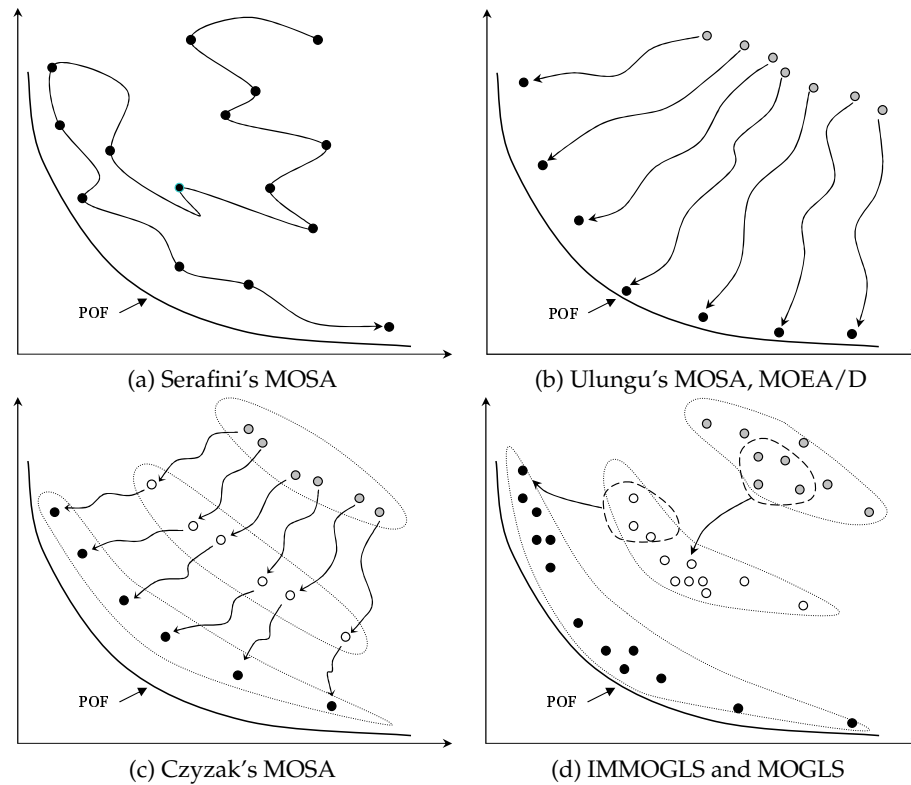 POF
(a) Serafini's MOSA
POF
(b) Ulungu's MOSA, MOEA/D
POF
(c) Czyzak's MOSA
POF
(d) IMMOGLS and MOGLS